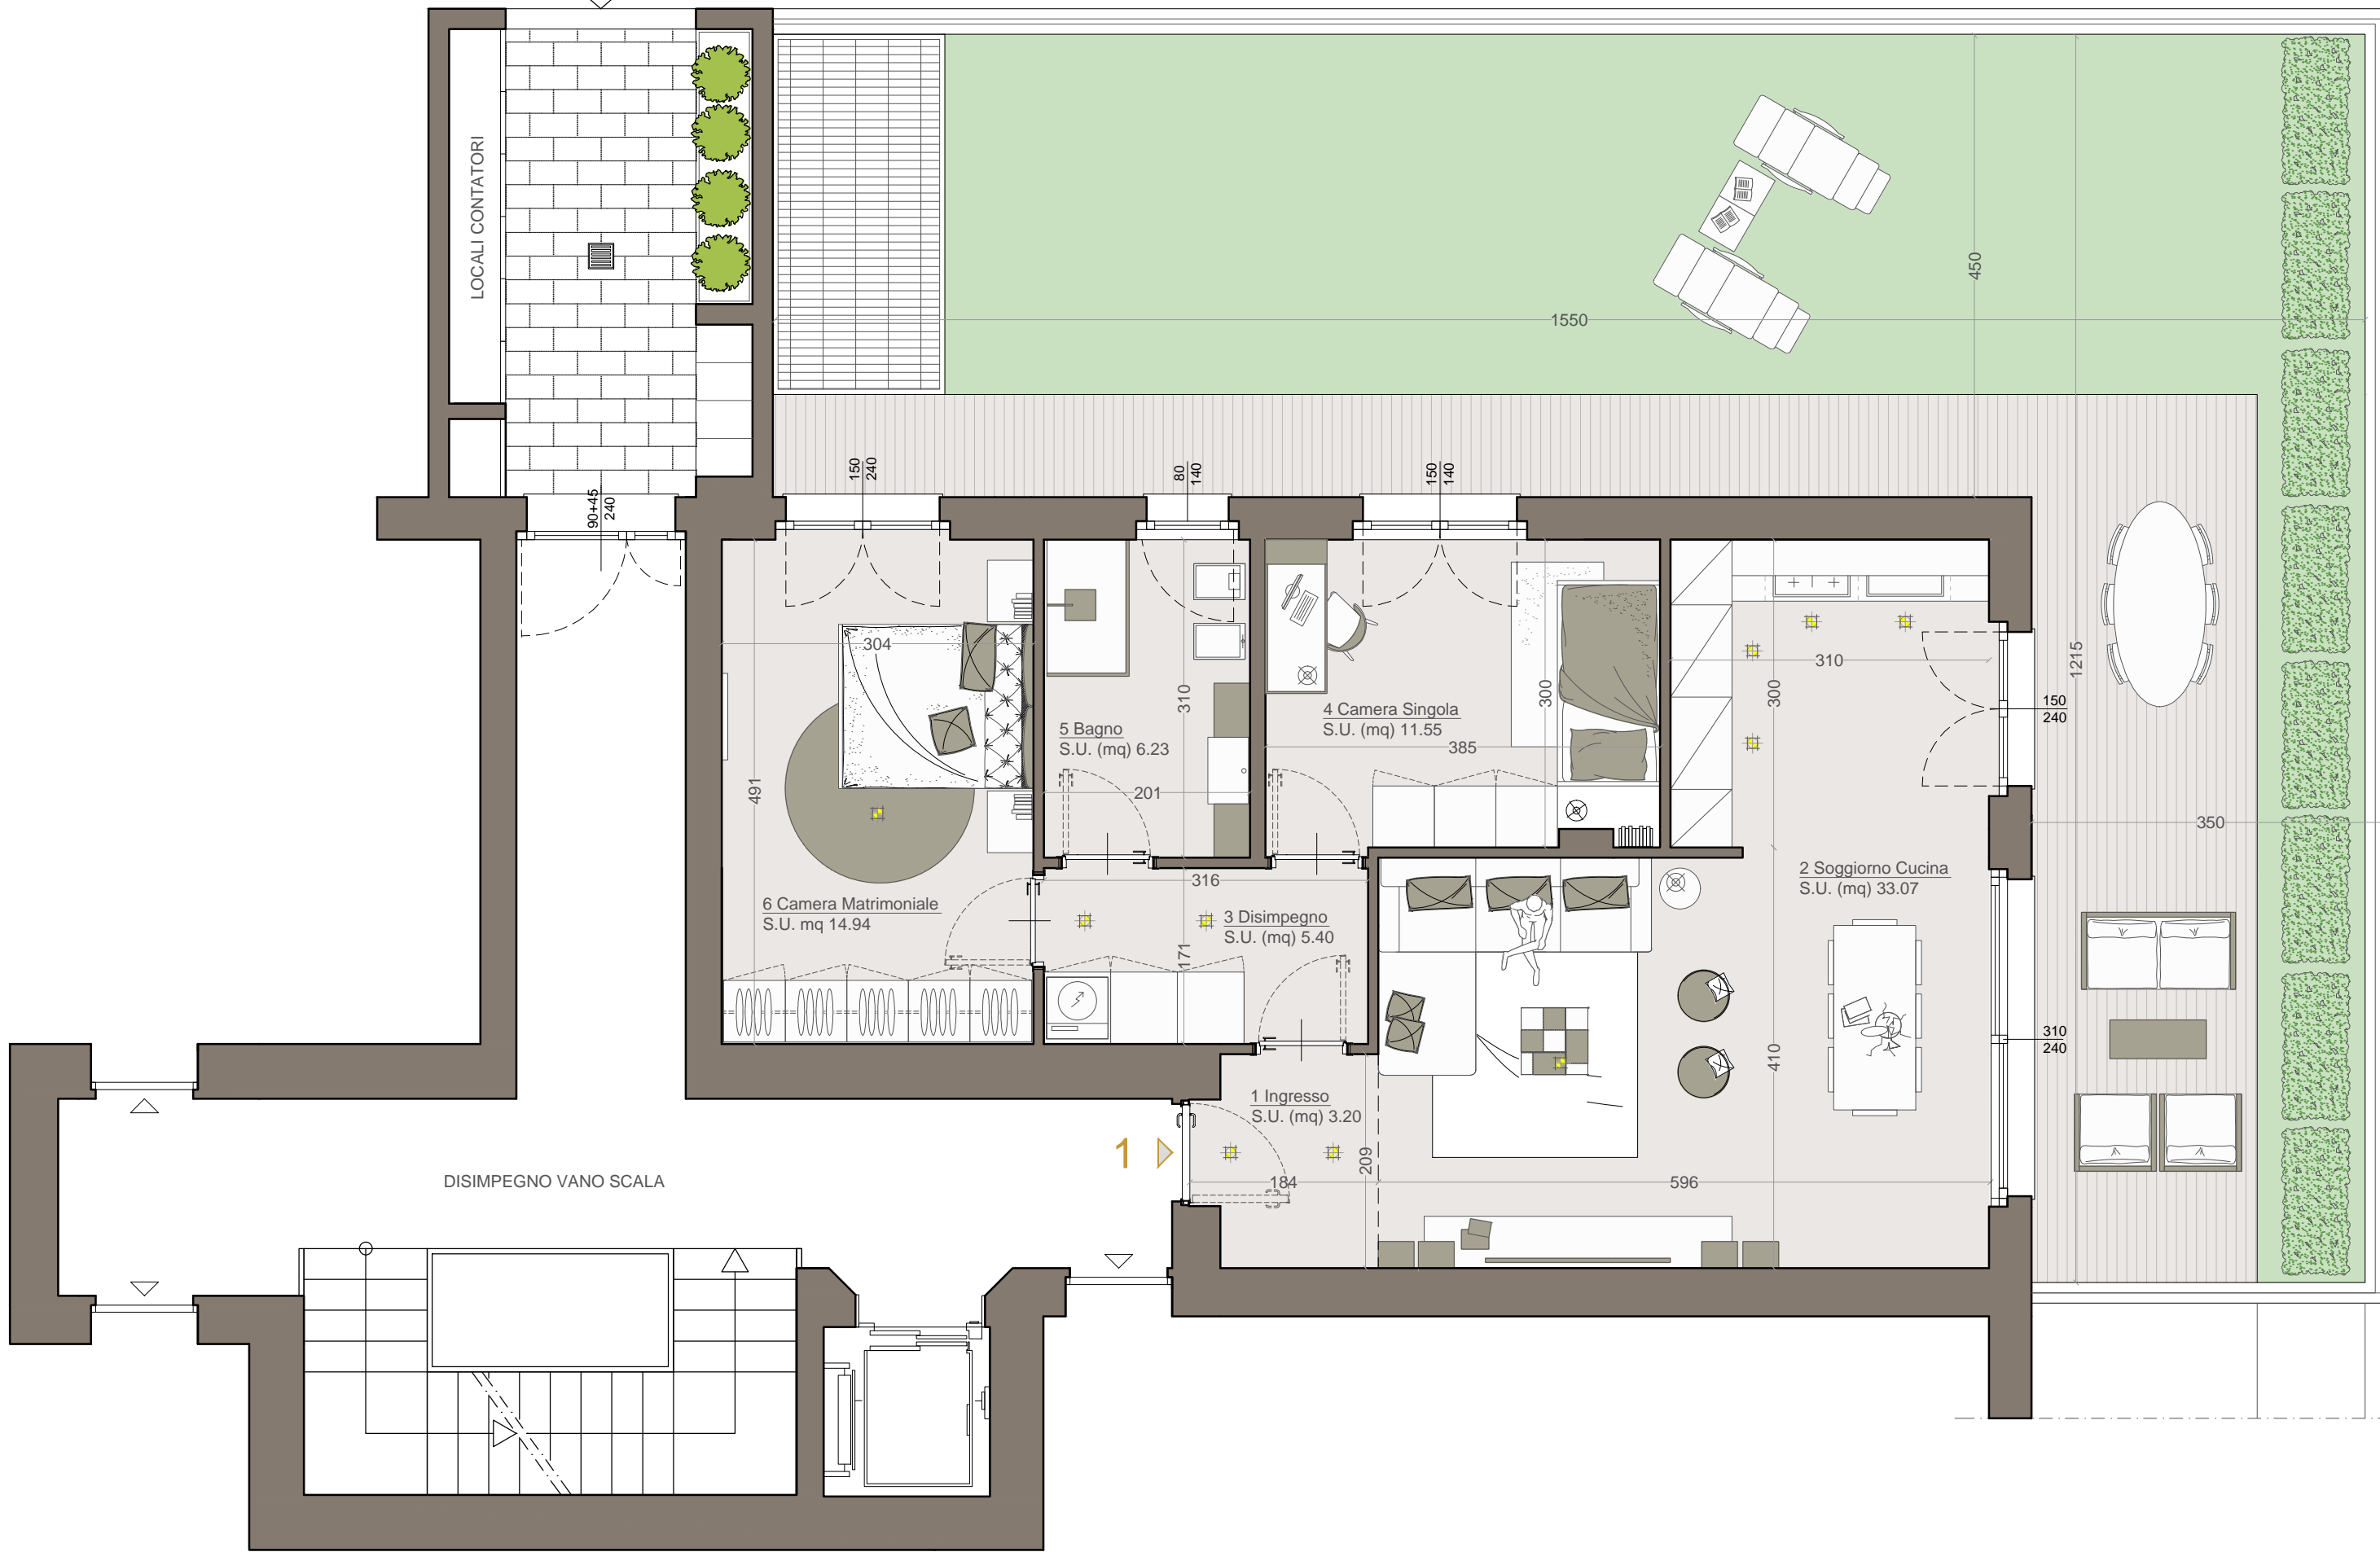 LOCALI CONTATORI
450
1550
90+45
240
150
240
80
140
150
140
304
491
6 Camera Matrimoniale
S.U. mq 14.94
310
5 Bagno
S.U. (mq) 6.23
201
300
4 Camera Singola
S.U. (mq) 11.55
385
310
300
1215
150
240
350
2 Soggiorno Cucina
S.U. (mq) 33.07
316
3 Disimpegno
S.U. (mq) 5.40
171
310
240
410
1 Ingresso
S.U. (mq) 3.20
1
209
184
596
DISIMPEGNO VANO SCALA